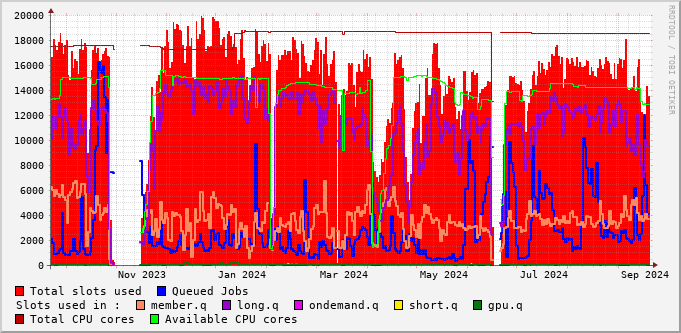 20000
18000
16000
14000
12000
10000
8000
6000
4000
2000
0
Nov 2023 Jan 2024 Mar 2024 May 2024 Jul 2024 Sep 2024
Total slots used Queued Jobs
Slots used in : member.q long.q ondemand.q short.q gpu.q
Total CPU cores Available CPU cores
RRDTOOL / TOBI OETIKER